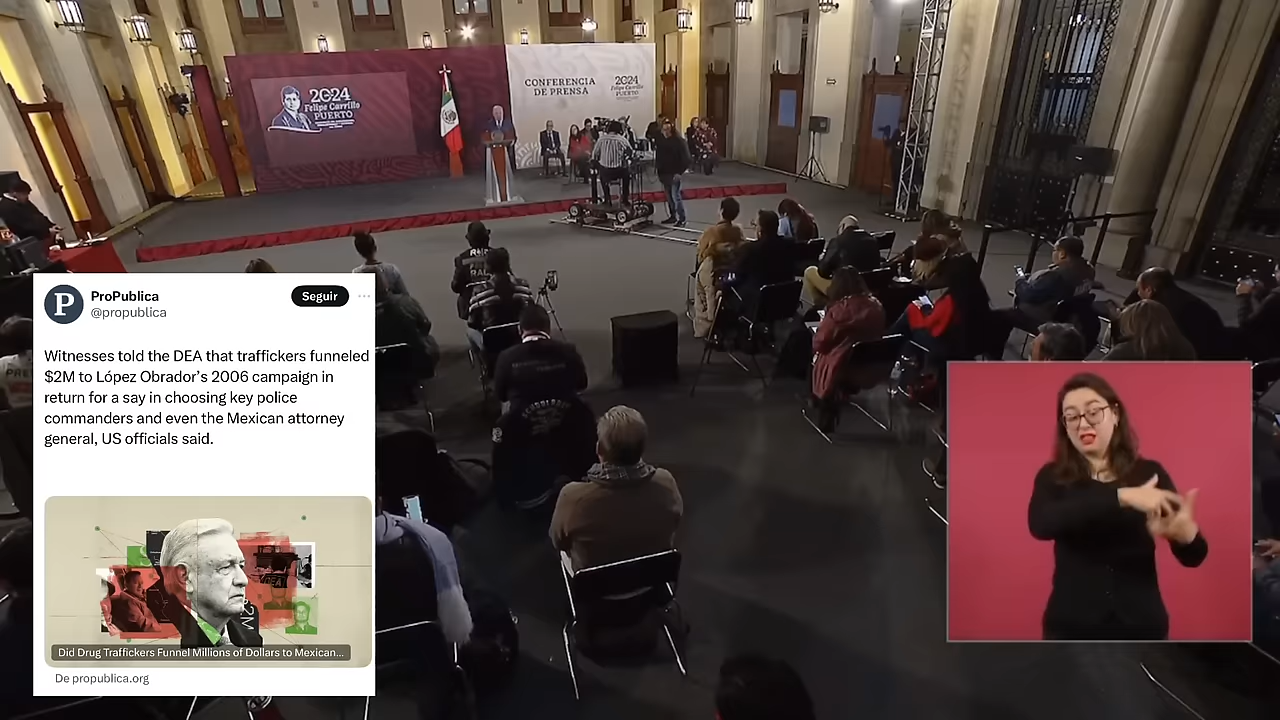 2024
Felipe Carrillo
PUERTO
CONFERENCIA
DE PRENSA
2024
Felipe Carrillo
PUERTO
ProPublica
@propublica
Seguir
Witnesses told the DEA that traffickers funneled
$2M to López Obrador's 2006 campaign in
return for a say in choosing key police
commanders and even the Mexican attorney
general, US officials said.
DEA
Did Drug Traffickers Funnel Millions of Dollars to Mexican...
De propublica.org